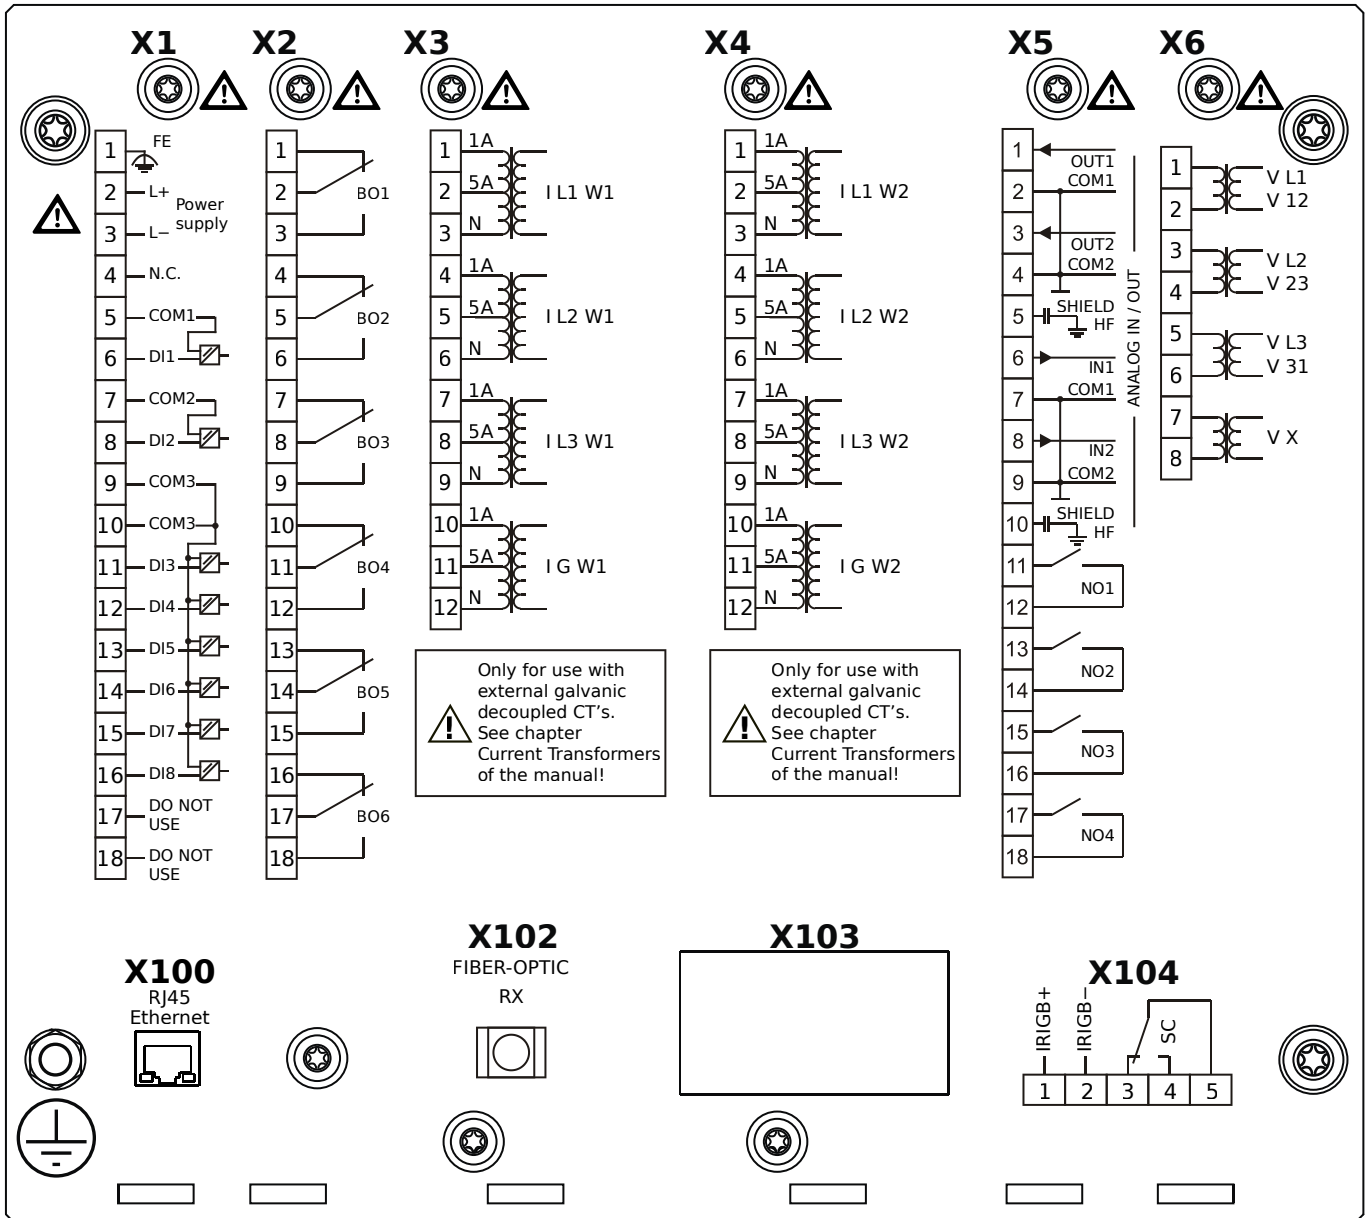 X1 X2 X3 X4 X5 X6
1 FE
2 L+ Power
3 L− supply
4 N.C.
5 COM1
6 DI1
7 COM2
8 DI2
9 COM3
10 COM3
11 DI3
12 DI4
13 DI5
14 DI6
15 DI7
16 DI8
17 DO NOT
USE
18 DO NOT
USE
1
2 BO1
3
4
5 BO2
6
7
8 BO3
9
10
11 BO4
12
13
14 BO5
15
16
17 BO6
18
1 1A
2 5A I L1 W1
3 N
4 1A
5 5A I L2 W1
6 N
7 1A
8 5A I L3 W1
9 N
10 1A
11 5A I G W1
12 N
Only for use with
external galvanic
decoupled CT's.
See chapter
Current Transformers
of the manual!
1 1A
2 5A I L1 W2
3 N
4 1A
5 5A I L2 W2
6 N
7 1A
8 5A I L3 W2
9 N
10 1A
11 5A I G W2
12 N
Only for use with
external galvanic
decoupled CT's.
See chapter
Current Transformers
of the manual!
1 OUT1
2 COM1
3 OUT2
4 COM2
5 SHIELD
HF
6 IN1
7 COM1
8 IN2
9 COM2
10 SHIELD
HF
ANALOG IN / OUT
11
NO1
12
13
NO2
14
15
NO3
16
17
NO4
18
1 V L1
2 V 12
3 V L2
4 V 23
5 V L3
6 V 31
7
V X
8
X100
RJ45
Ethernet
X102
FIBER-OPTIC
RX
X103
X104
IRIGB+
IRIGB−
SC
1 2 3 4 5